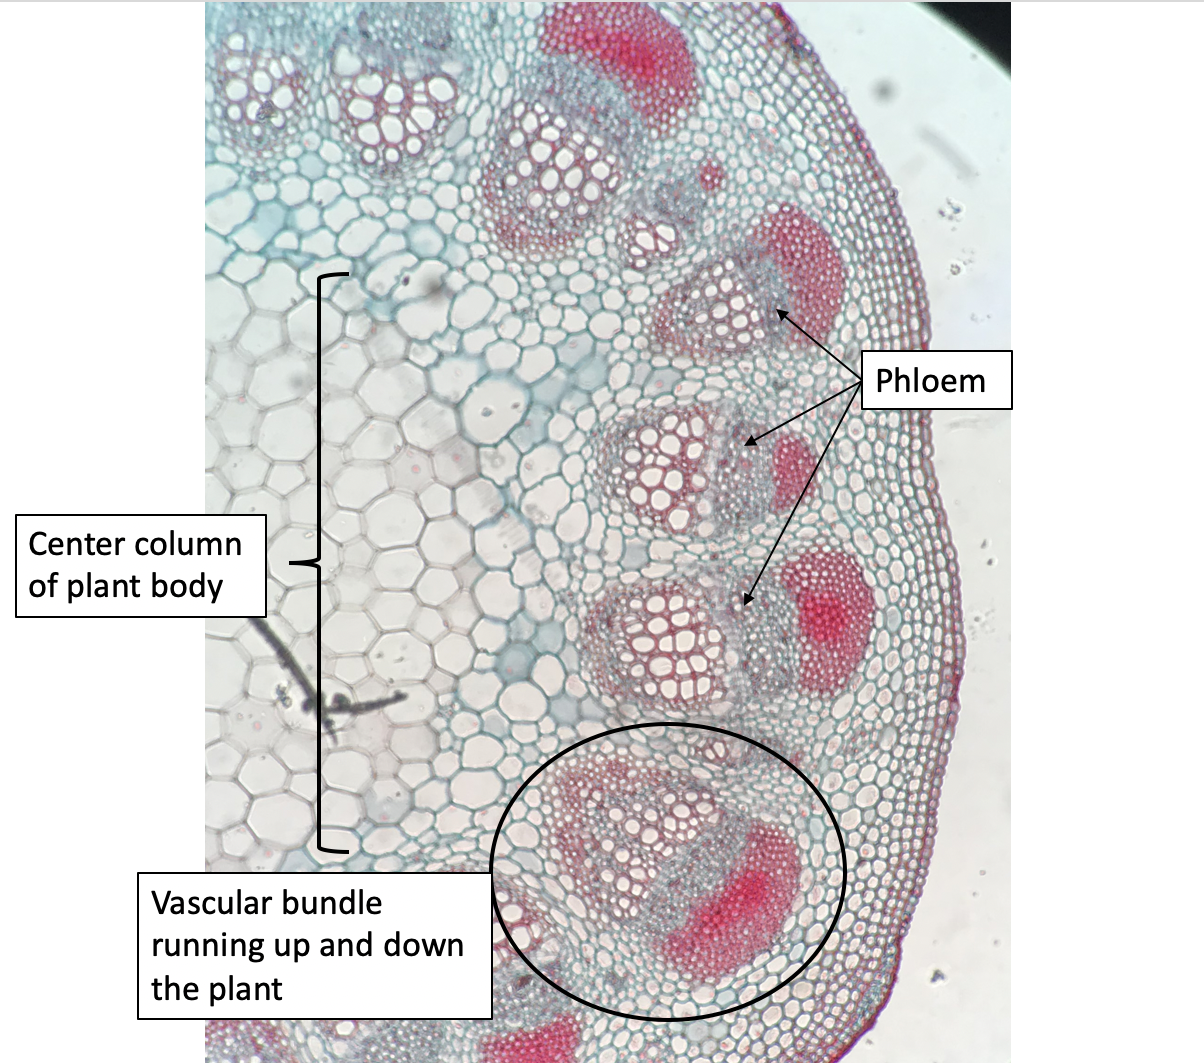 Phloem
Center column
of plant body
Vascular bundle
running up and down
the plant